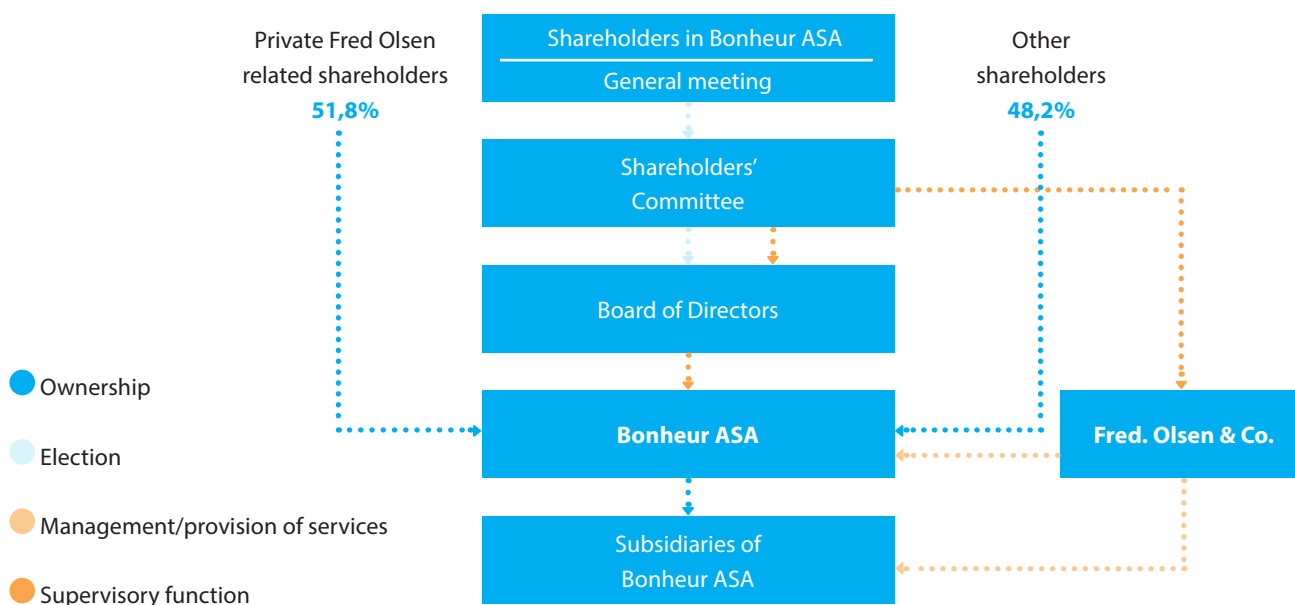 Private Fred Olsen
related shareholders
51,8%
Shareholders in Bonheur ASA
General meeting
Other
shareholders
48,2%
Shareholders'
Committee
Board of Directors
Ownership
Bonheur ASA
Fred. Olsen & Co.
Election
Management/provision of services
Subsidiaries of
Bonheur ASA
Supervisory function